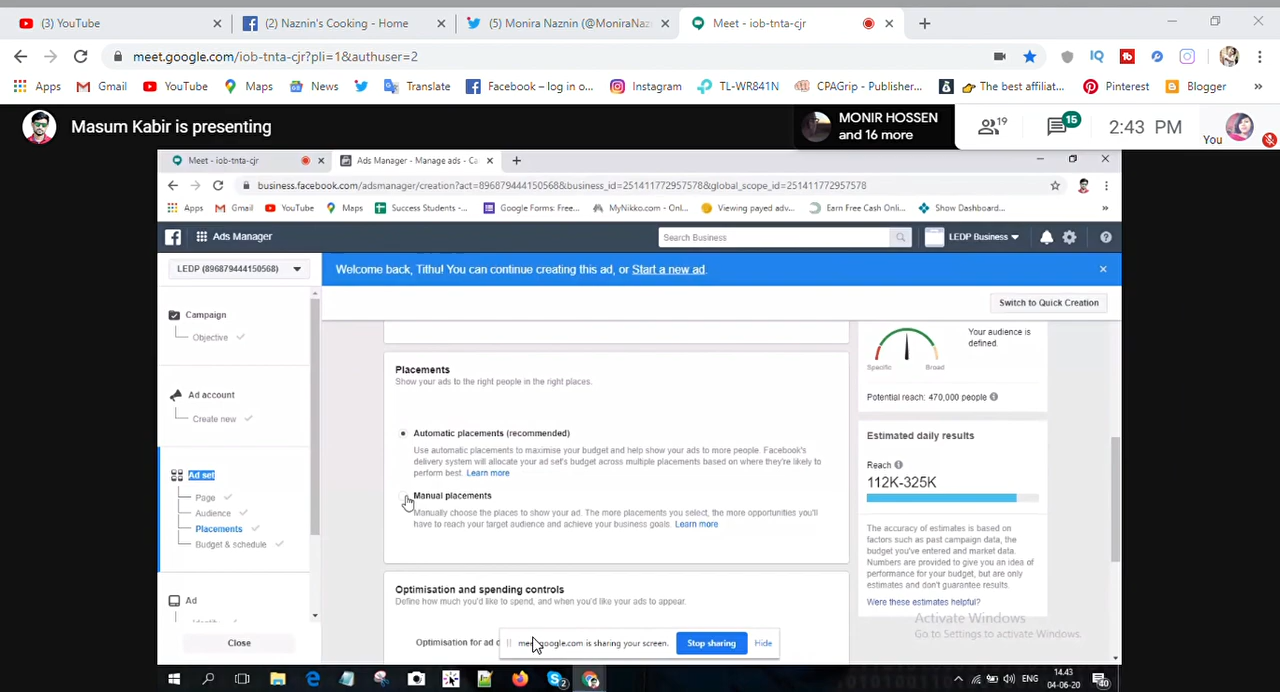 (3) YouTube
(2) Naznin's Cooking - Home
(5) Monira Naznin (@MoniraNaz
Meet - iob-tnta-cjr
meet.google.com/iob-tnta-cjr?pli=1&authuser=2
Apps Gmail YouTube Maps News Translate Facebook – log in o... Instagram TL-WR841N CPAGrip - Publisher... The best affiliat... Pinterest Blogger »
Masum Kabir is presenting
MONIR HOSSEN
and 16 more
19
15
2:43 PM
You
Meet - iob-tnta-cjr
Ads Manager - Manage ads - Ca
business.facebook.com/adsmanager/creation?act=896879444150568&business_id=251411772957578&global_scope_id=251411772957578
Apps Gmail YouTube Maps Success Students -... Google Forms: Free... MyNikko.com - Onl... Viewing payed adv... Earn Free Cash Onli... Show Dashboard... »
Ads Manager
Search Business
LEDP Business
LEDP (896879444150568)
Welcome back, Tithu! You can continue creating this ad, or Start a new ad.
Switch to Quick Creation
Campaign
Objective
Ad account
Create new
Ad set
Page
Audience
Placements
Budget & schedule
Ad
Close
Placements
Show your ads to the right people in the right places.
Automatic placements (recommended)
Use automatic placements to maximise your budget and help show your ads to more people. Facebook's
delivery system will allocate your ad set's budget across multiple placements based on where they're likely to
perform best. Learn more
Manual placements
Manually choose the places to show your ad. The more placements you select, the more opportunities you'll
have to reach your target audience and achieve your business goals. Learn more
Optimisation and spending controls
Define how much you'd like to spend, and when you'd like your ads to appear.
Optimisation for ad
Your audience is
defined.
Specific
Broad
Potential reach: 470,000 people
Estimated daily results
Reach
112K-325K
The accuracy of estimates is based on
factors such as past campaign data, the
budget you've entered and market data.
Numbers are provided to give you an idea of
performance for your budget, but are only
estimates and don't guarantee results.
Were these estimates helpful?
Activate Windows
Go to Settings to activate Windows.
google.com is sharing your screen.
Stop sharing
Hide
2
ENG
14.43
04-06-20
40